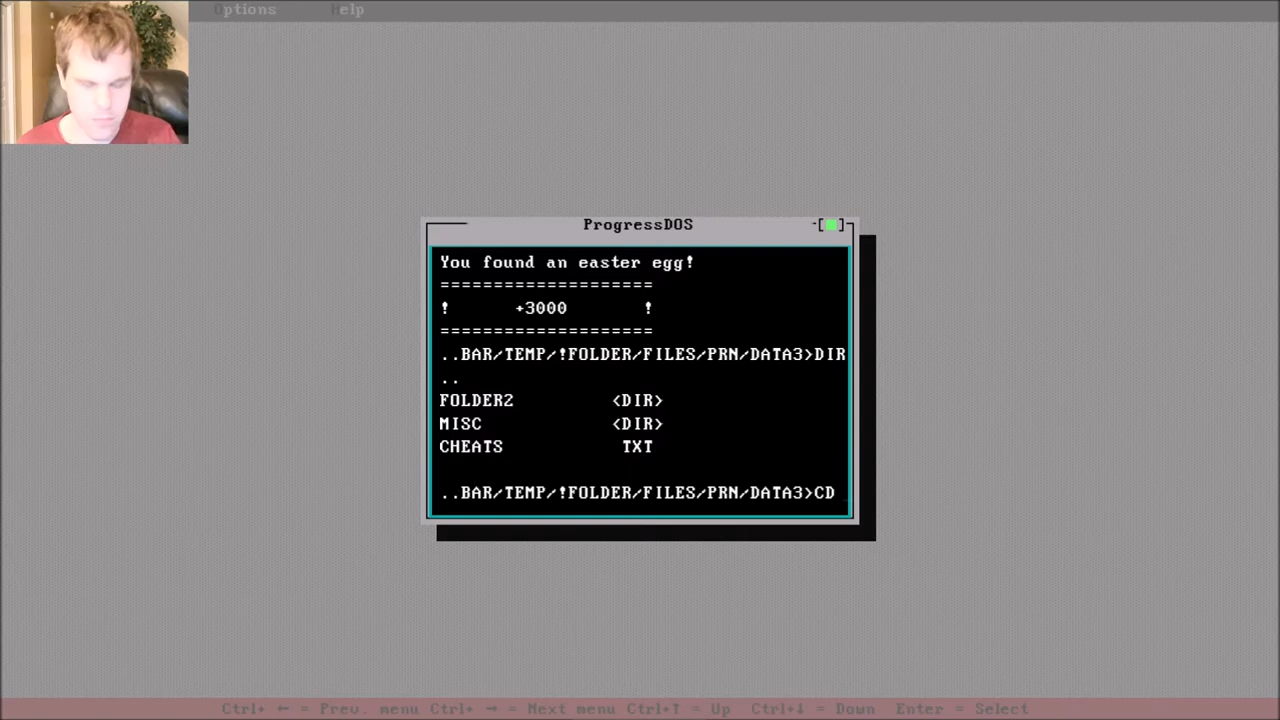 Options Help
ProgressDOS
-[■]
You found an easter egg!
====================
! +3000 !
====================
..BAR/TEMP/!FOLDER/FILES/PRN/DATA3>DIR
..
FOLDER2 <DIR>
MISC <DIR>
CHEATS TXT
..BAR/TEMP/!FOLDER/FILES/PRN/DATA3>CD _
Ctrl+ ← = Prev. menu Ctrl+ → = Next menu Ctrl+↑ = Up Ctrl+↓ = Down Enter = Select